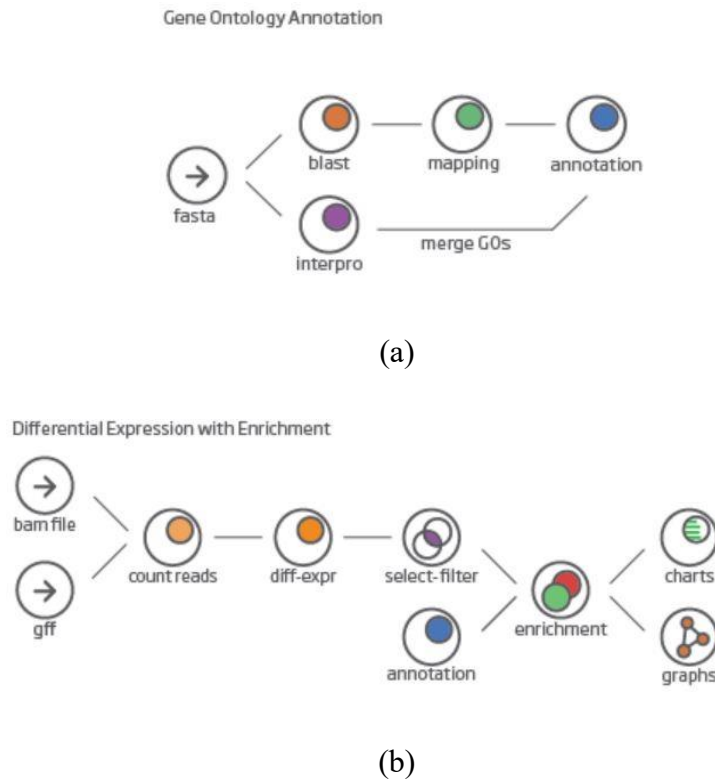 Gene Ontology Annotation
blast
mapping
annotation
fasta
interpro
merge GOs
(a)
Differential Expression with Enrichment
bam file
count reads
diff-expr
select-filter
charts
gff
annotation
enrichment
graphs
(b)